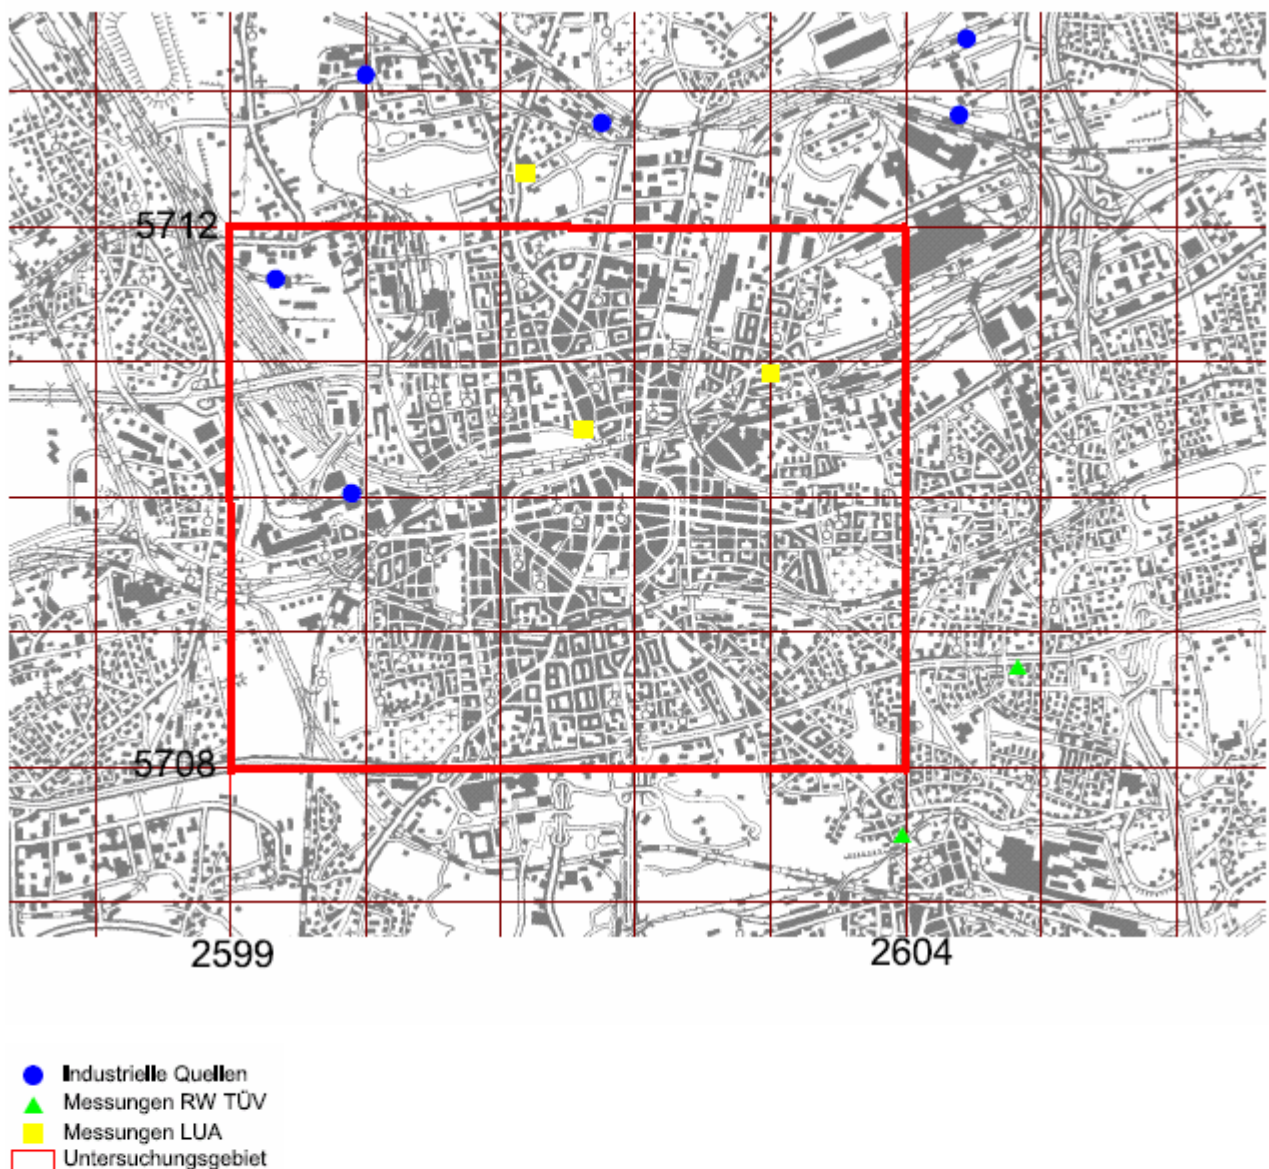 5712
5708
2599
2604
Industrielle Quellen
Messungen RW TÜV
Messungen LUA
Untersuchungsgebiet